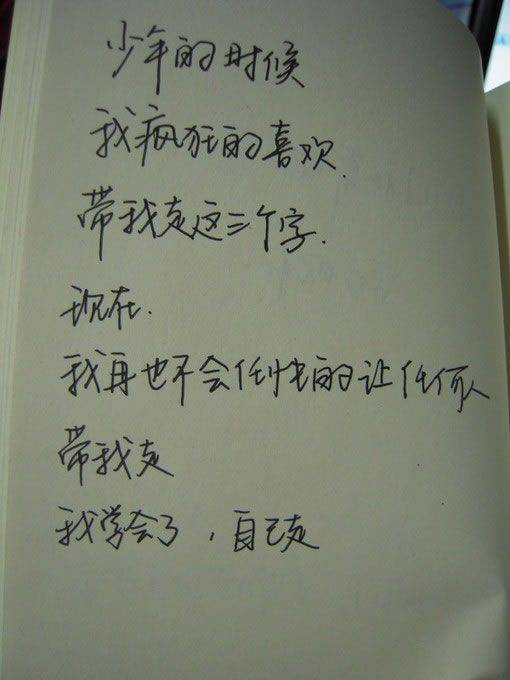 少年的时候
我疯狂的喜欢.
带我走这三个字.
现在.
我再也不会任性的让任何人
带我走
我学会了，自己走